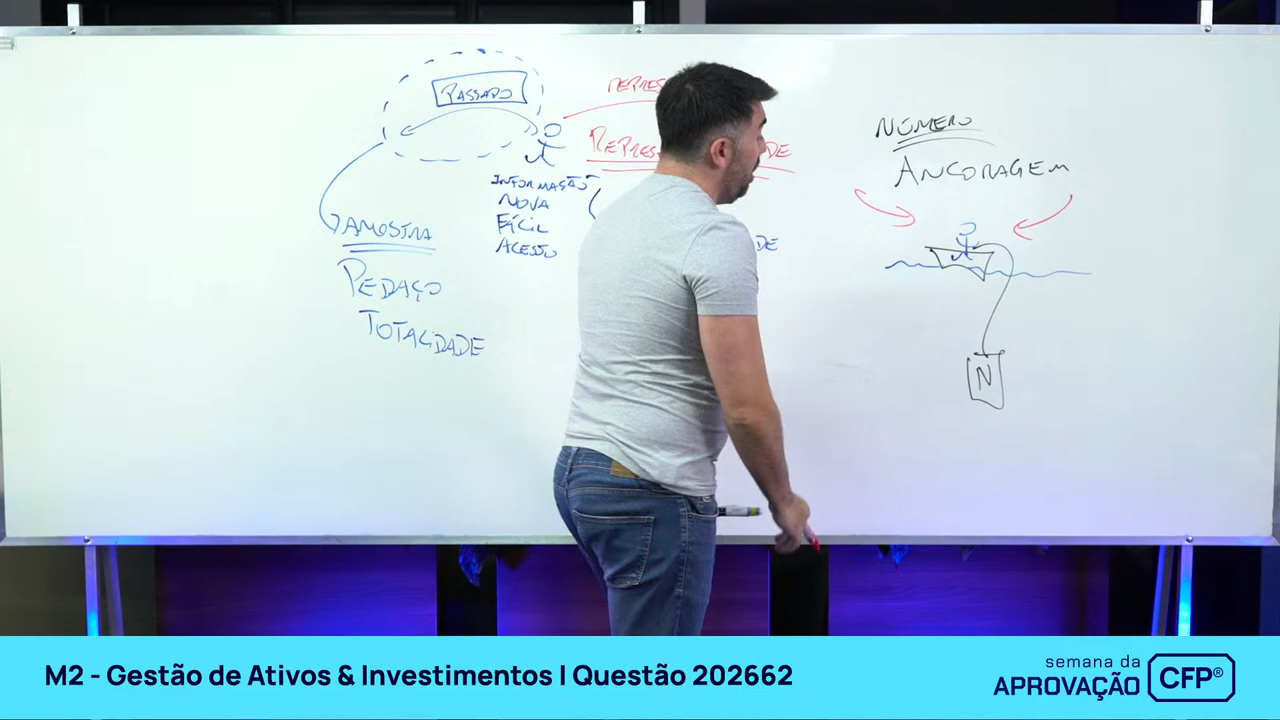 PASSADO
INFORMAÇÃO
NOVA
FÁCIL
ACESSO
AMOSTRA
PEDAÇO
TOTALIDADE
NÚMERO
ANCORAGEM
N
M2 - Gestão de Ativos & Investimentos | Questão 202662
semana da
APROVAÇÃO
CFP®